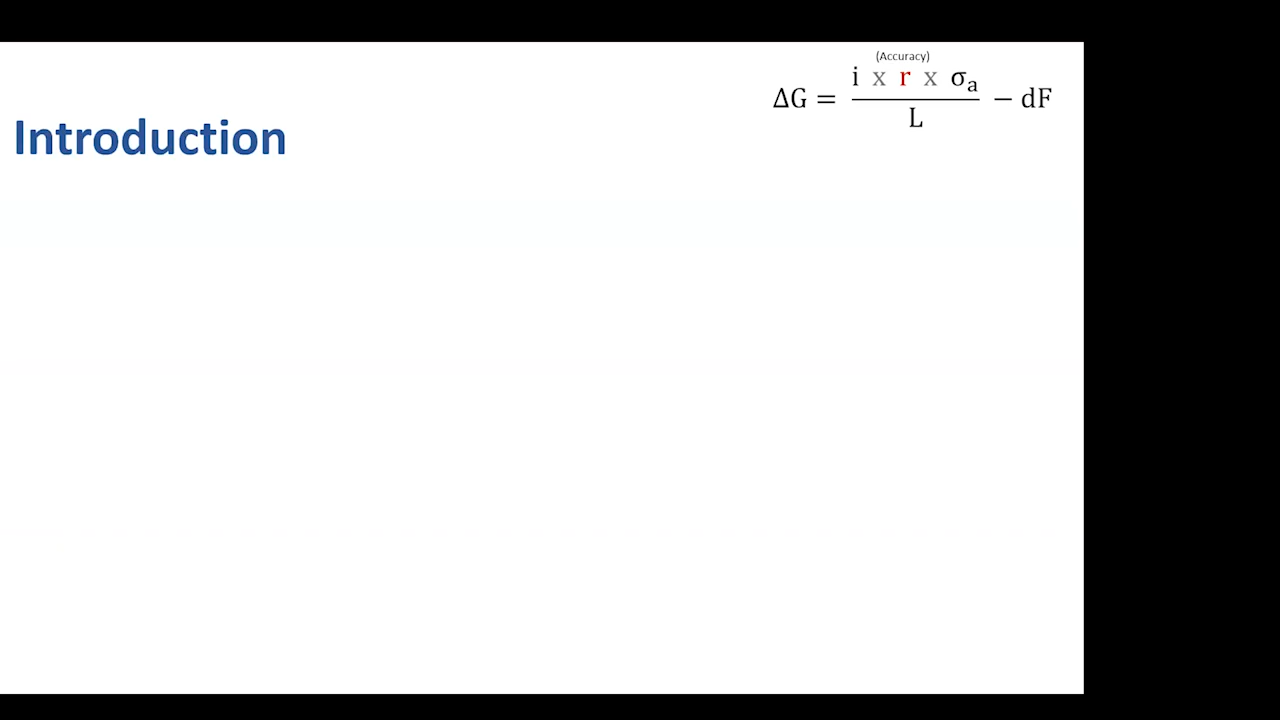 (Accuracy)
i x r x σₐ
ΔG = 
L
− dF
Introduction